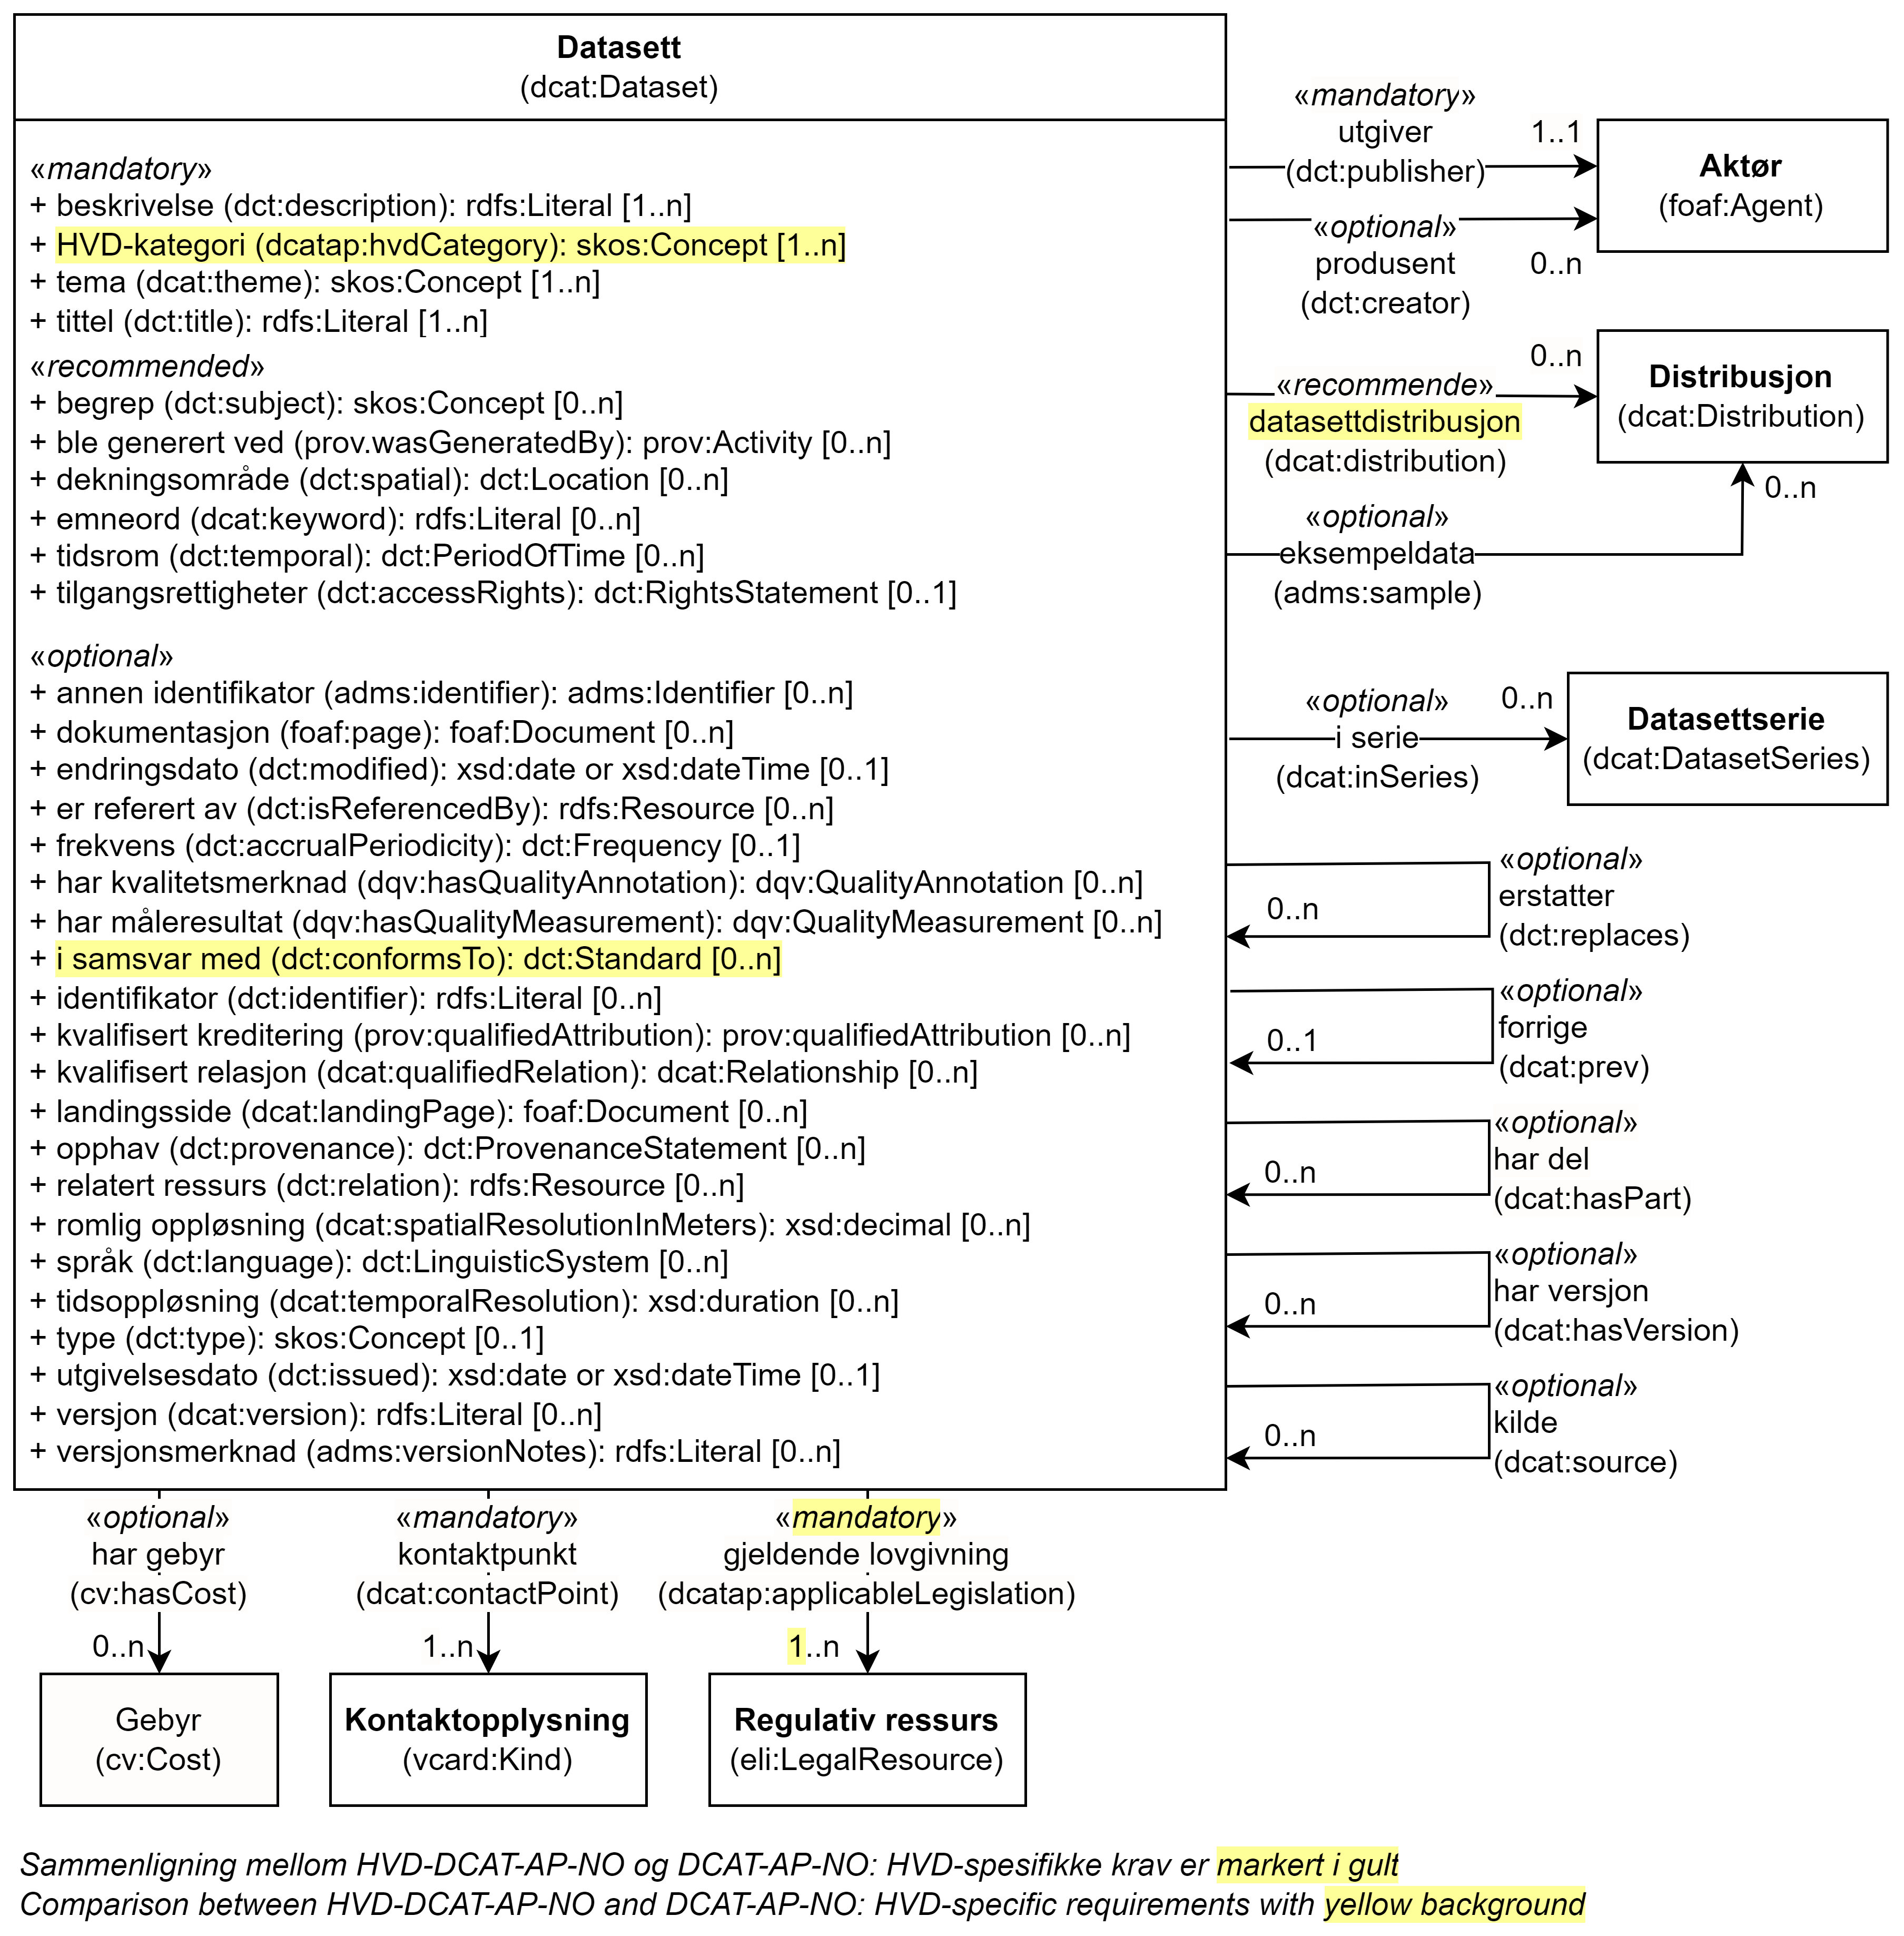 Datasett
(dcat:Dataset)
«mandatory»
+ beskrivelse (dct:description): rdfs:Literal [1..n]
+ HVD-kategori (dcatap:hvdCategory): skos:Concept [1..n]
+ tema (dcat:theme): skos:Concept [1..n]
+ tittel (dct:title): rdfs:Literal [1..n]
«recommended»
+ begrep (dct:subject): skos:Concept [0..n]
+ ble generert ved (prov.wasGeneratedBy): prov:Activity [0..n]
+ dekningsområde (dct:spatial): dct:Location [0..n]
+ emneord (dcat:keyword): rdfs:Literal [0..n]
+ tidsrom (dct:temporal): dct:PeriodOfTime [0..n]
+ tilgangsrettigheter (dct:accessRights): dct:RightsStatement [0..1]
«optional»
+ annen identifikator (adms:identifier): adms:Identifier [0..n]
+ dokumentasjon (foaf:page): foaf:Document [0..n]
+ endringsdato (dct:modified): xsd:date or xsd:dateTime [0..1]
+ er referert av (dct:isReferencedBy): rdfs:Resource [0..n]
+ frekvens (dct:accrualPeriodicity): dct:Frequency [0..1]
+ har kvalitetsmerknad (dqv:hasQualityAnnotation): dqv:QualityAnnotation [0..n]
+ har måleresultat (dqv:hasQualityMeasurement): dqv:QualityMeasurement [0..n]
+ i samsvar med (dct:conformsTo): dct:Standard [0..n]
+ identifikator (dct:identifier): rdfs:Literal [0..n]
+ kvalifisert kreditering (prov:qualifiedAttribution): prov:qualifiedAttribution [0..n]
+ kvalifisert relasjon (dcat:qualifiedRelation): dcat:Relationship [0..n]
+ landingsside (dcat:landingPage): foaf:Document [0..n]
+ opphav (dct:provenance): dct:ProvenanceStatement [0..n]
+ relatert ressurs (dct:relation): rdfs:Resource [0..n]
+ romlig oppløsning (dcat:spatialResolutionInMeters): xsd:decimal [0..n]
+ språk (dct:language): dct:LinguisticSystem [0..n]
+ tidsoppløsning (dcat:temporalResolution): xsd:duration [0..n]
+ type (dct:type): skos:Concept [0..1]
+ utgivelsesdato (dct:issued): xsd:date or xsd:dateTime [0..1]
+ versjon (dcat:version): rdfs:Literal [0..n]
+ versjonsmerknad (adms:versionNotes): rdfs:Literal [0..n]
«mandatory»
utgiver
(dct:publisher)
1..1
«optional»
produsent
(dct:creator)
0..n
Aktør
(foaf:Agent)
«recommende»
datasettdistribusjon
(dcat:distribution)
0..n
Distribusjon
(dcat:Distribution)
«optional»
eksempeldata
(adms:sample)
0..n
«optional»
i serie
(dcat:inSeries)
0..n
Datasettserie
(dcat:DatasetSeries)
«optional»
erstatter
(dct:replaces)
0..n
«optional»
forrige
(dcat:prev)
0..1
«optional»
har del
(dcat:hasPart)
0..n
«optional»
har versjon
(dcat:hasVersion)
0..n
«optional»
kilde
(dcat:source)
0..n
«optional»
har gebyr
(cv:hasCost)
0..n
Gebyr
(cv:Cost)
«mandatory»
kontaktpunkt
(dcat:contactPoint)
1..n
Kontaktopplysning
(vcard:Kind)
«mandatory»
gjeldende lovgivning
(dcatap:applicableLegislation)
1..n
Regulativ ressurs
(eli:LegalResource)
Sammenligning mellom HVD-DCAT-AP-NO og DCAT-AP-NO: HVD-spesifikke krav er markert i gult
Comparison between HVD-DCAT-AP-NO and DCAT-AP-NO: HVD-specific requirements with yellow background